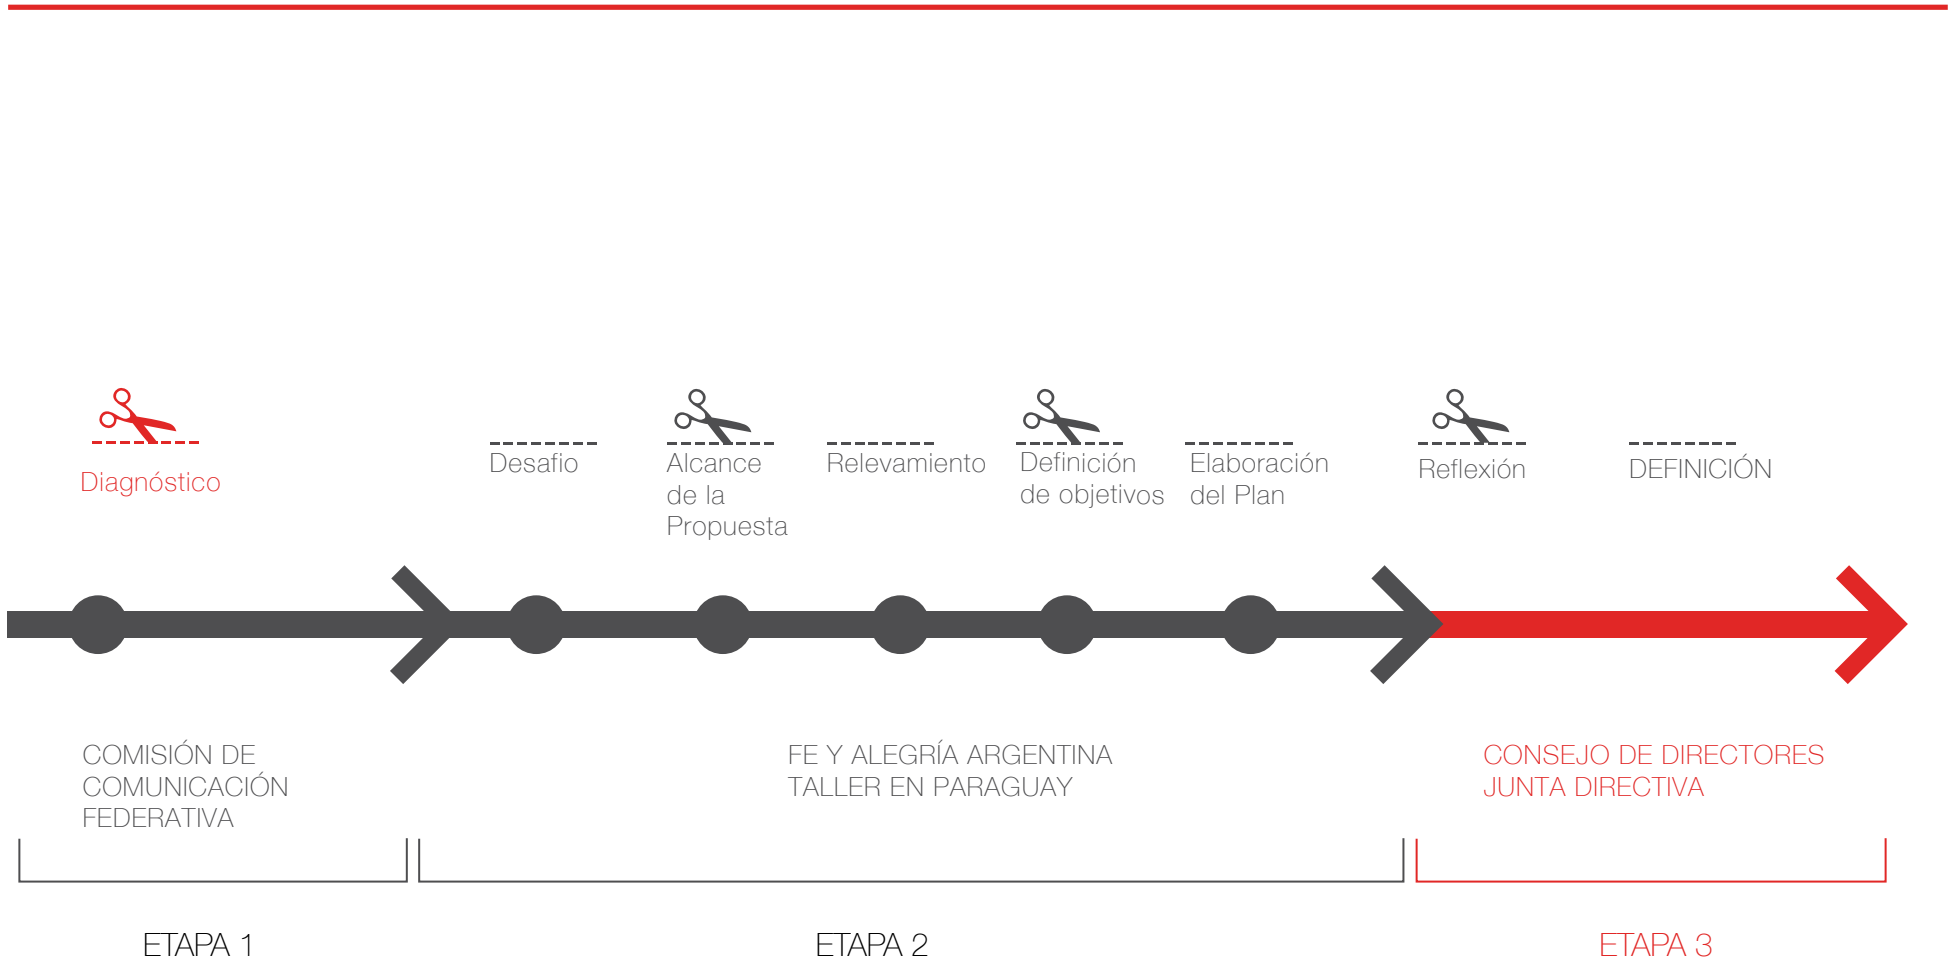 Diagnóstico
Desafio
Alcance
de la
Propuesta
Relevamiento
Definición
de objetivos
Elaboración
del Plan
Reflexión
DEFINICIÓN
COMISIÓN DE
COMUNICACIÓN
FEDERATIVA
FE Y ALEGRÍA ARGENTINA
TALLER EN PARAGUAY
CONSEJO DE DIRECTORES
JUNTA DIRECTIVA
ETAPA 1
ETAPA 2
ETAPA 3